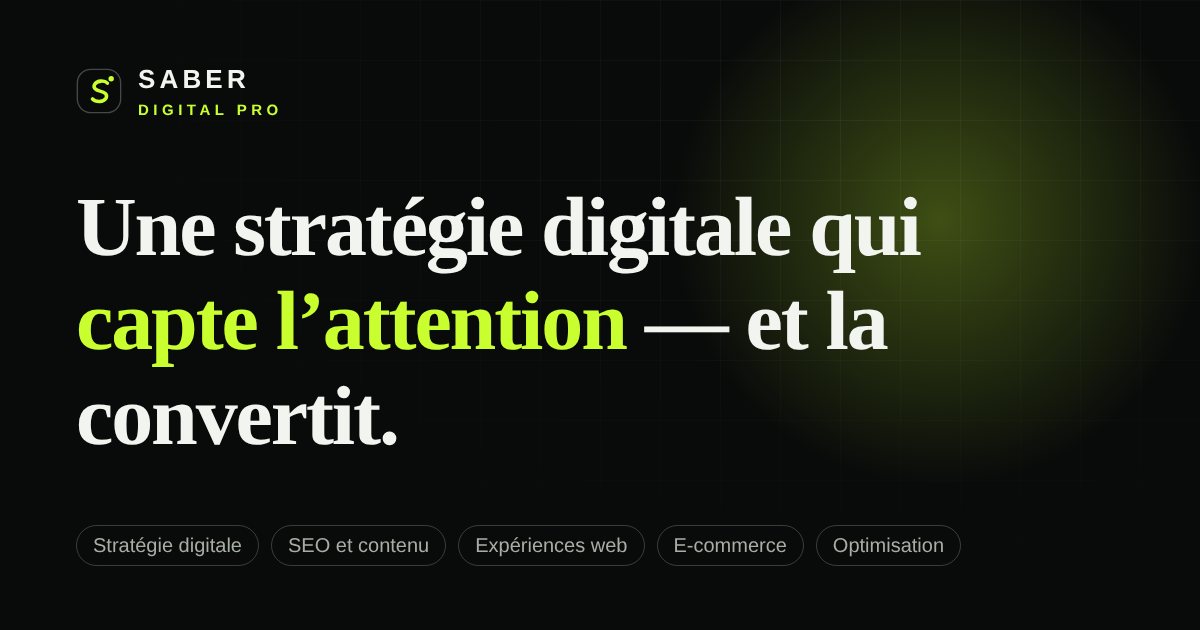 SABER
DIGITAL PRO
Une stratégie digitale qui
capte l’attention — et la
convertit.
Stratégie digitale
SEO et contenu
Expériences web
E-commerce
Optimisation